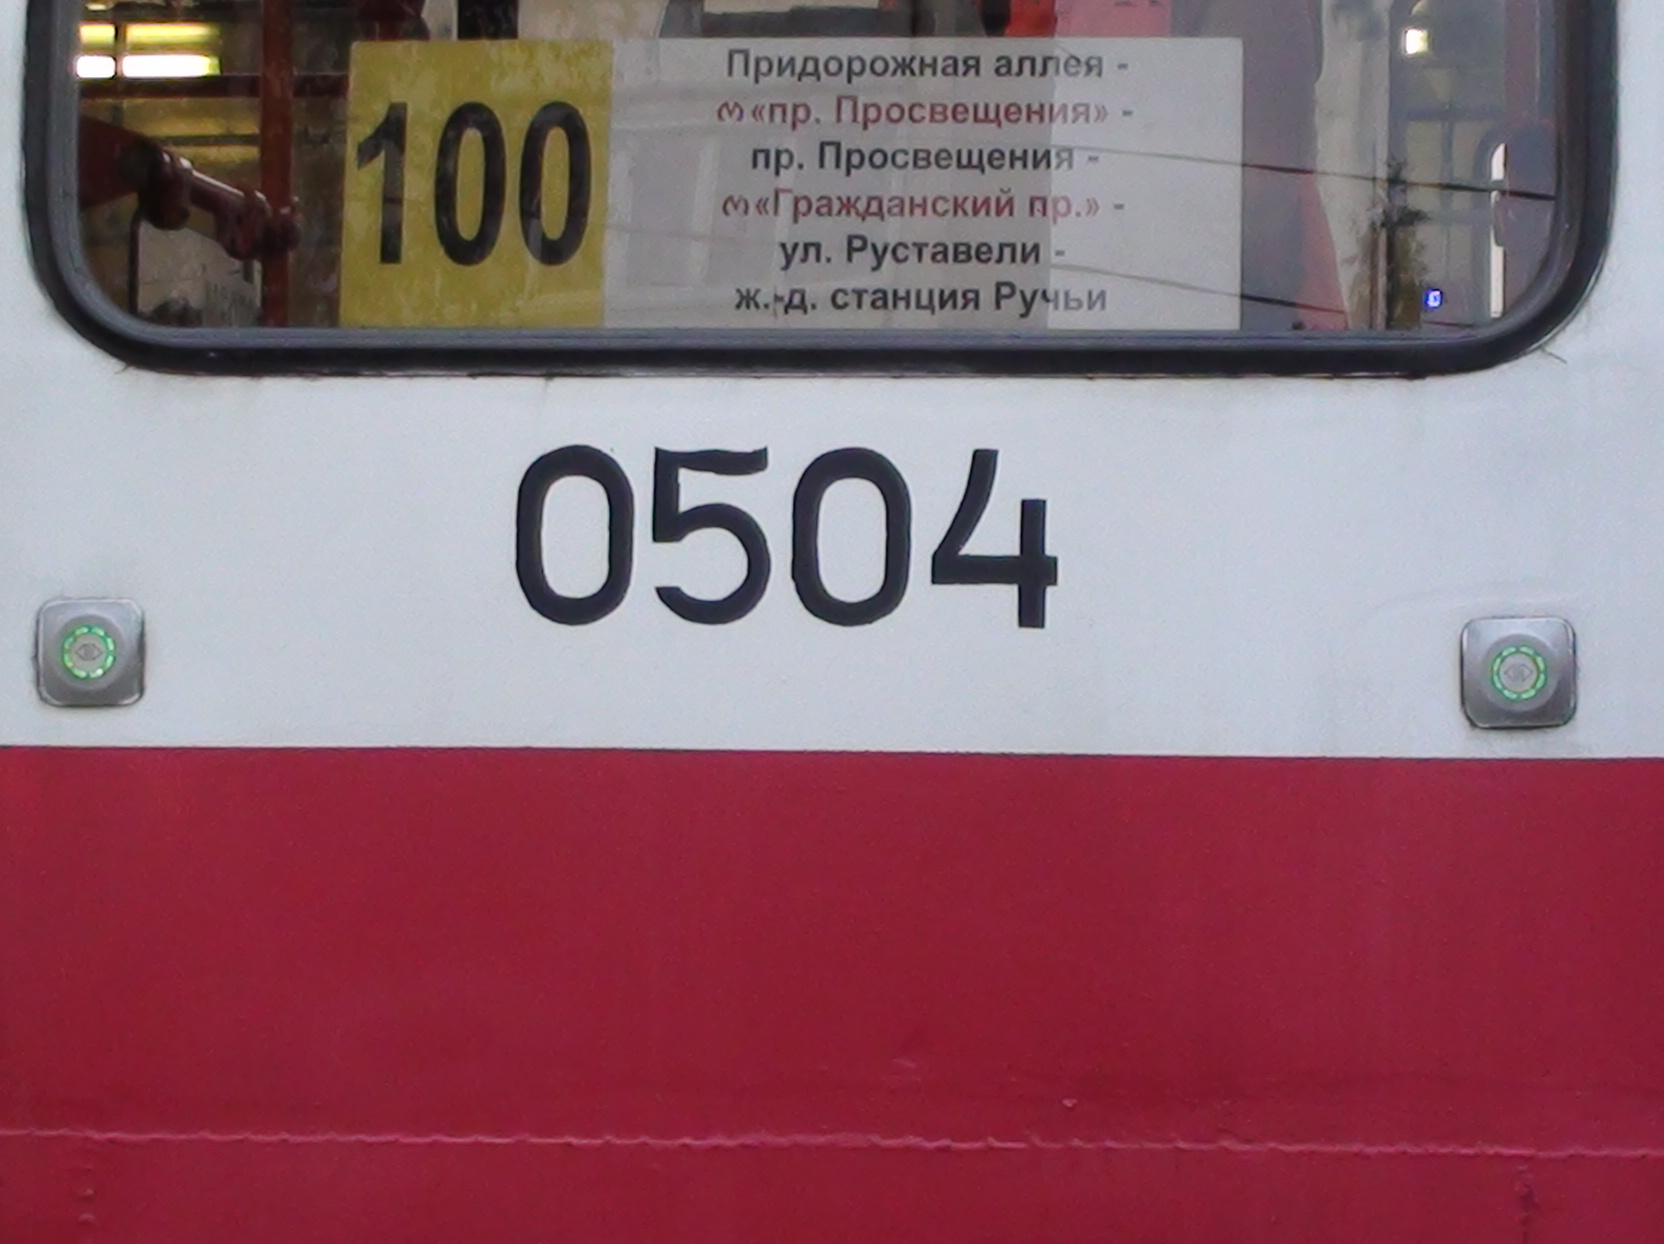 100
Придорожная аллея -
м «пр. Просвещения» -
пр. Просвещения -
м «Гражданский пр.» -
ул. Руставели -
ж.-д. станция Ручьи
0504